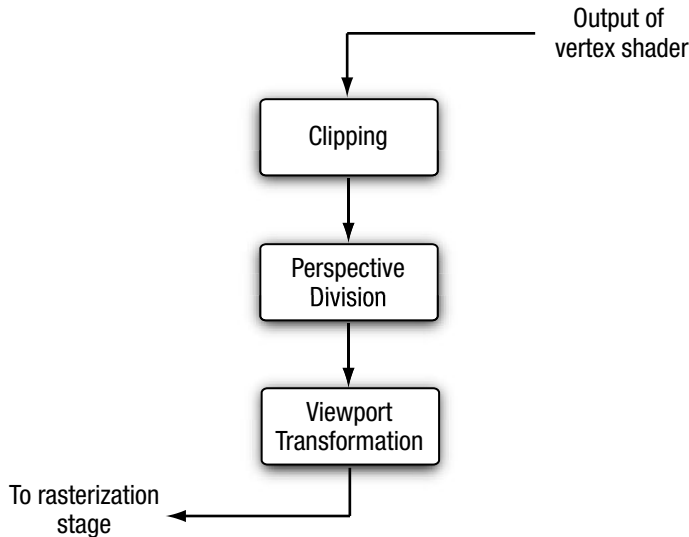 Output of
vertex shader
Clipping
Perspective
Division
Viewport
Transformation
To rasterization
stage